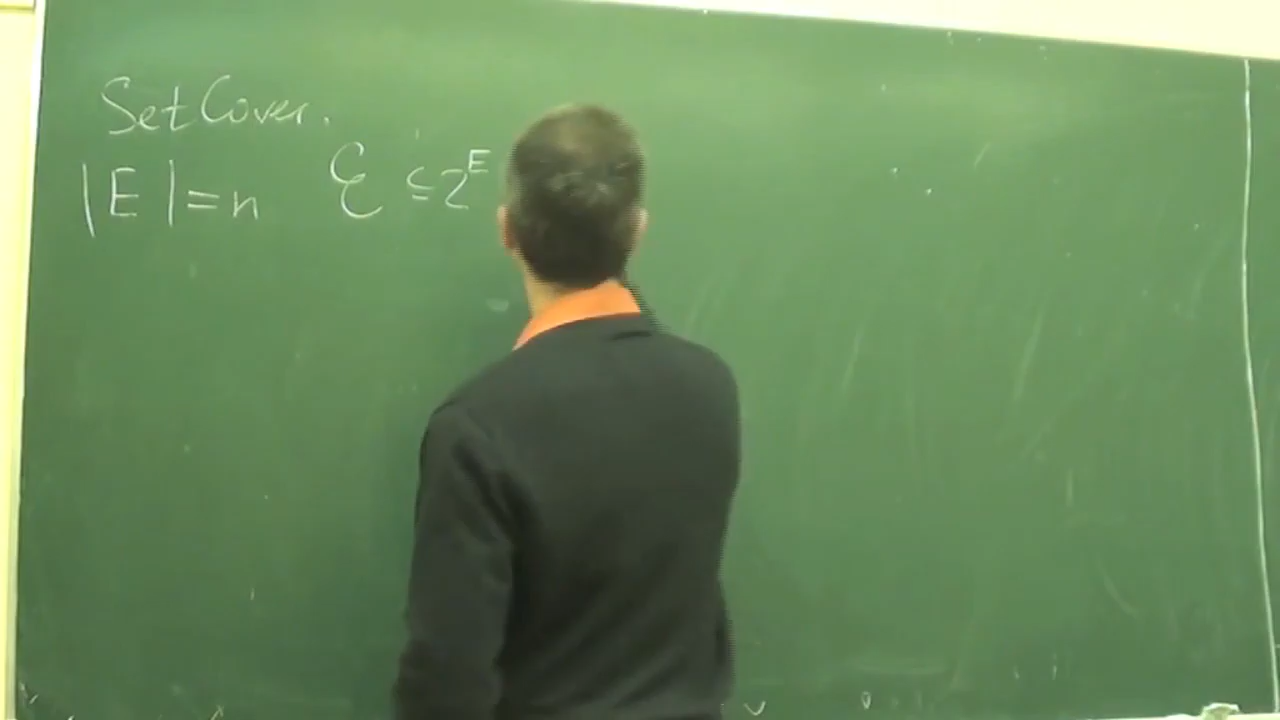 Set Cover.
|E| = n ℰ ⊆ 2^E